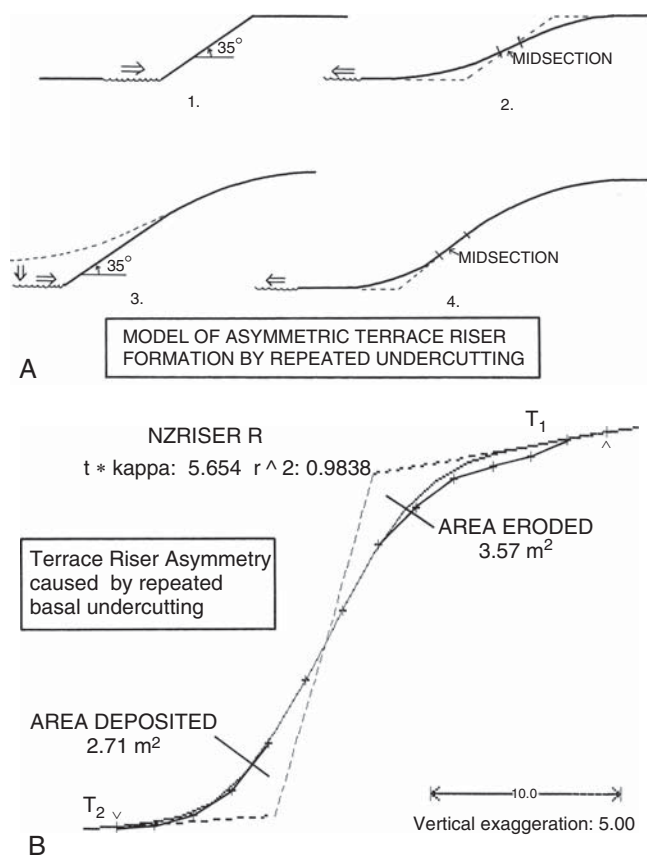 35°
1.
MIDSECTION
2.
35°
3.
MIDSECTION
4.
MODEL OF ASYMMETRIC TERRACE RISER
FORMATION BY REPEATED UNDERCUTTING
A
NZRISER R
t * kappa: 5.654 r ^ 2: 0.9838
T1
^
AREA ERODED
3.57 m²
Terrace Riser Asymmetry
caused by repeated
basal undercutting
AREA DEPOSITED
2.71 m²
T2
10.0
Vertical exaggeration: 5.00
B